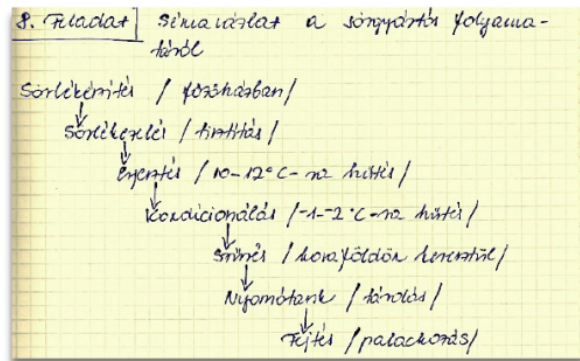 8. Feladat Sémavázlat a sörgyártás folyama-
táról
Sörlékészítés / főzőházban/
Sörlékezelés / tisztítás/
Erjesztés / 10-12°C-ra hűtés/
Kondicionálás /-1--2°C-ra hűtés/
Szűrés / kovaföldön keresztül/
Nyomótank / tárolás/
Fejtés / palackozás/